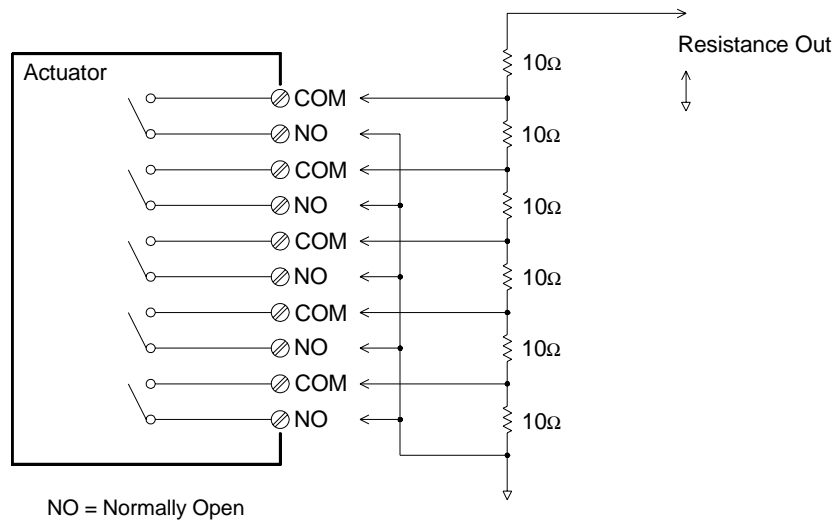 Resistance Out
Actuator
10Ω
COM
NO
10Ω
COM
NO
10Ω
COM
NO
10Ω
COM
NO
10Ω
COM
NO
10Ω
NO = Normally Open